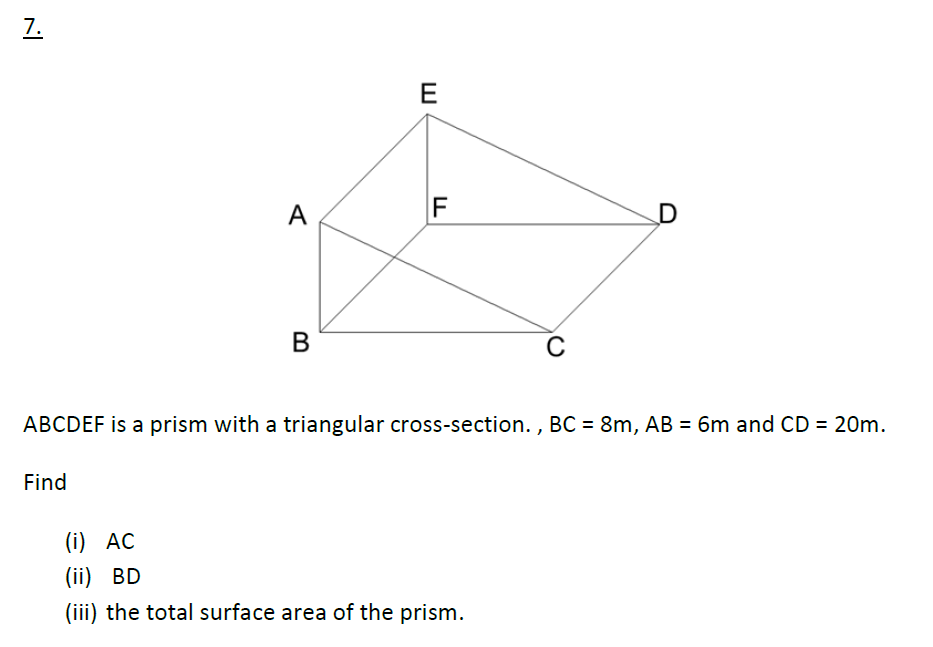 7.
E
A
F
D
B
C
ABCDEF is a prism with a triangular cross-section. , BC = 8m, AB = 6m and CD = 20m.
Find
(i) AC
(ii) BD
(iii) the total surface area of the prism.